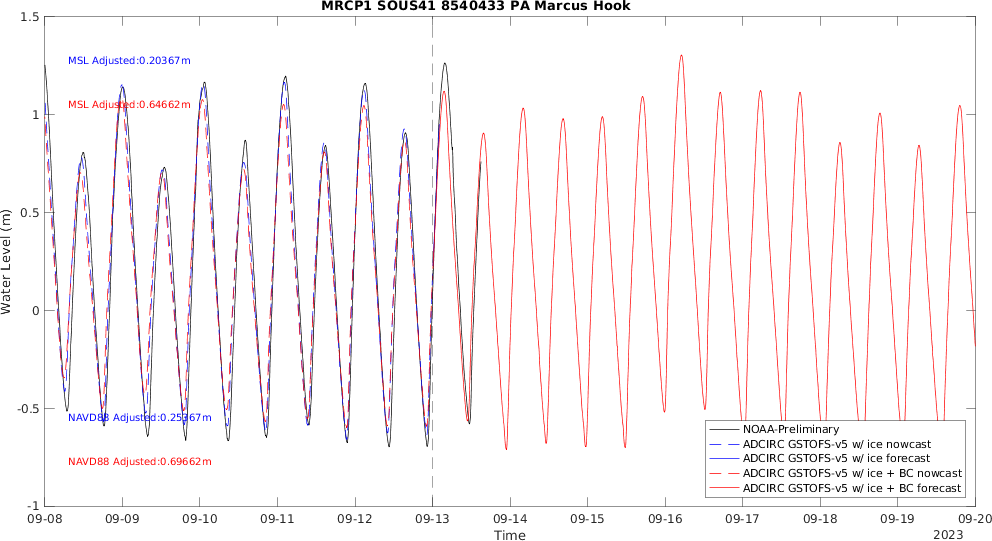 MRCP1 SOUS41 8540433 PA Marcus Hook
1.5
1
0.5
0
-0.5
-1
Water Level (m)
MSL Adjusted:0.20367m
MSL Adjusted:0.64662m
NAVD88 Adjusted:0.25367m
NAVD88 Adjusted:0.69662m
NOAA-Preliminary
ADCIRC GSTOFS-v5 w/ ice nowcast
ADCIRC GSTOFS-v5 w/ ice forecast
ADCIRC GSTOFS-v5 w/ ice + BC nowcast
ADCIRC GSTOFS-v5 w/ ice + BC forecast
09-08 09-09 09-10 09-11 09-12 09-13 09-14 09-15 09-16 09-17 09-18 09-19 09-20
Time
2023